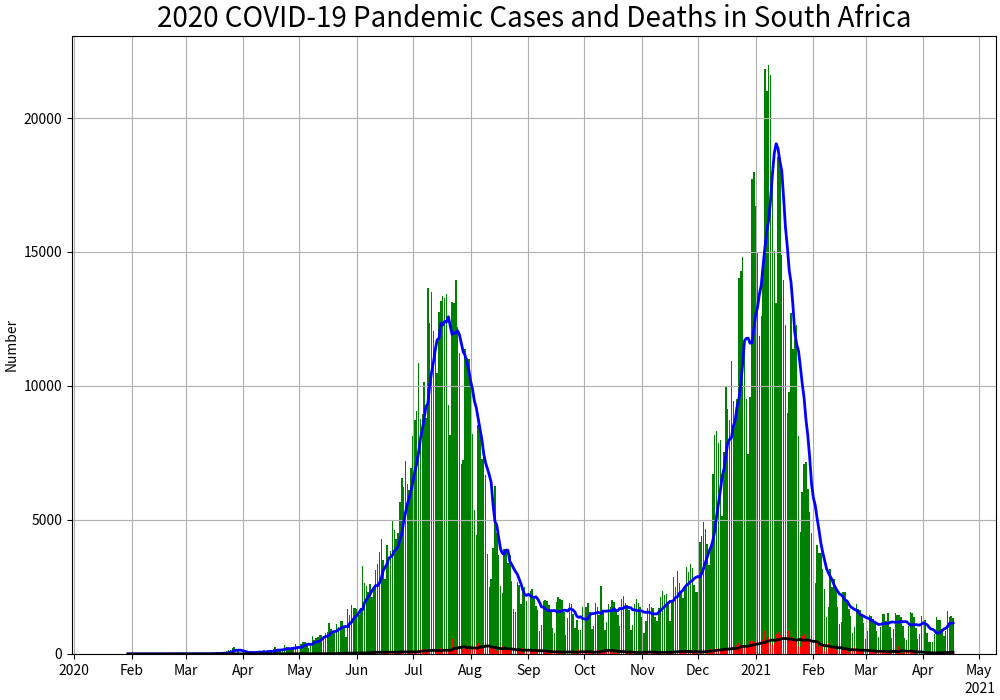 2020 COVID-19 Pandemic Cases and Deaths in South Africa
20000
15000
Number
10000
5000
0
2020 Feb Mar Apr May Jun Jul Aug Sep Oct Nov Dec 2021 Feb Mar Apr May
2021